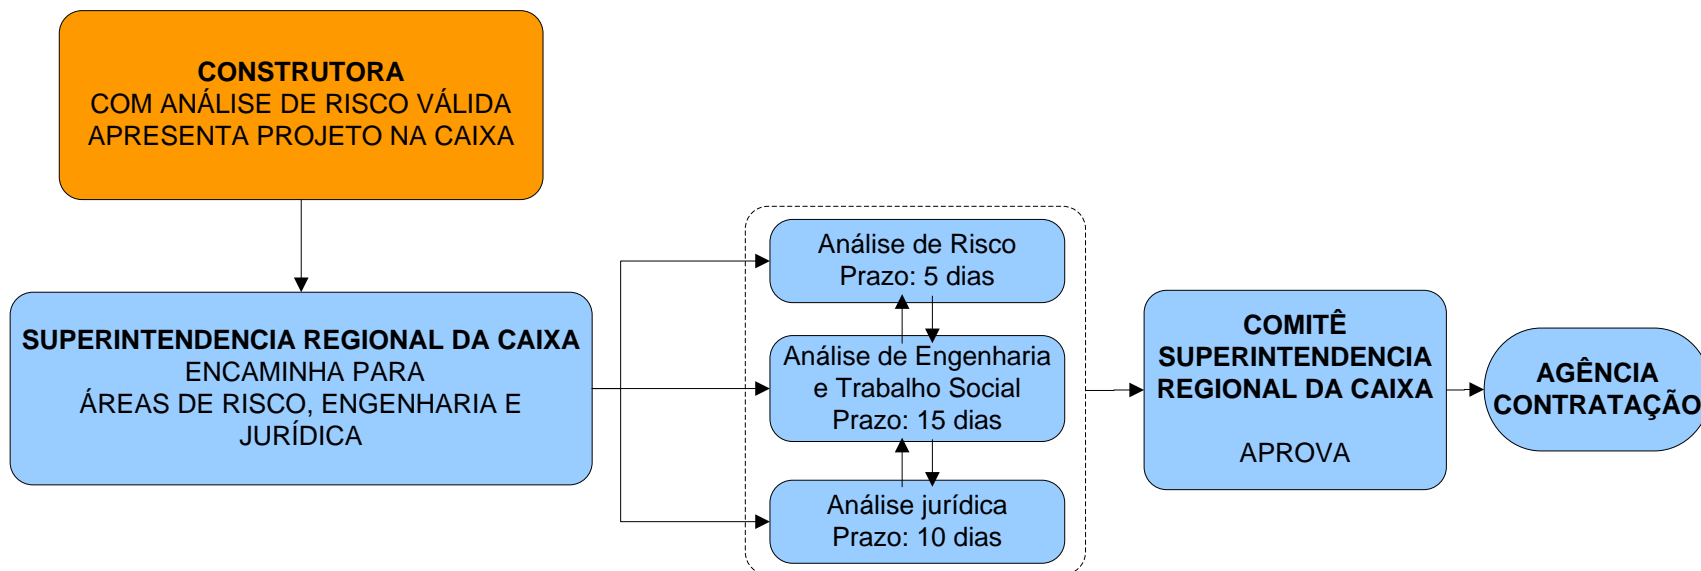 CONSTRUTORA
COM ANÁLISE DE RISCO VÁLIDA
APRESENTA PROJETO NA CAIXA
SUPERINTENDENCIA REGIONAL DA CAIXA
ENCAMINHA PARA
ÁREAS DE RISCO, ENGENHARIA E
JURÍDICA
Análise de Risco
Prazo: 5 dias
Análise de Engenharia
e Trabalho Social
Prazo: 15 dias
Análise jurídica
Prazo: 10 dias
COMITÊ
SUPERINTENDENCIA
REGIONAL DA CAIXA
APROVA
AGÊNCIA
CONTRATAÇÃO